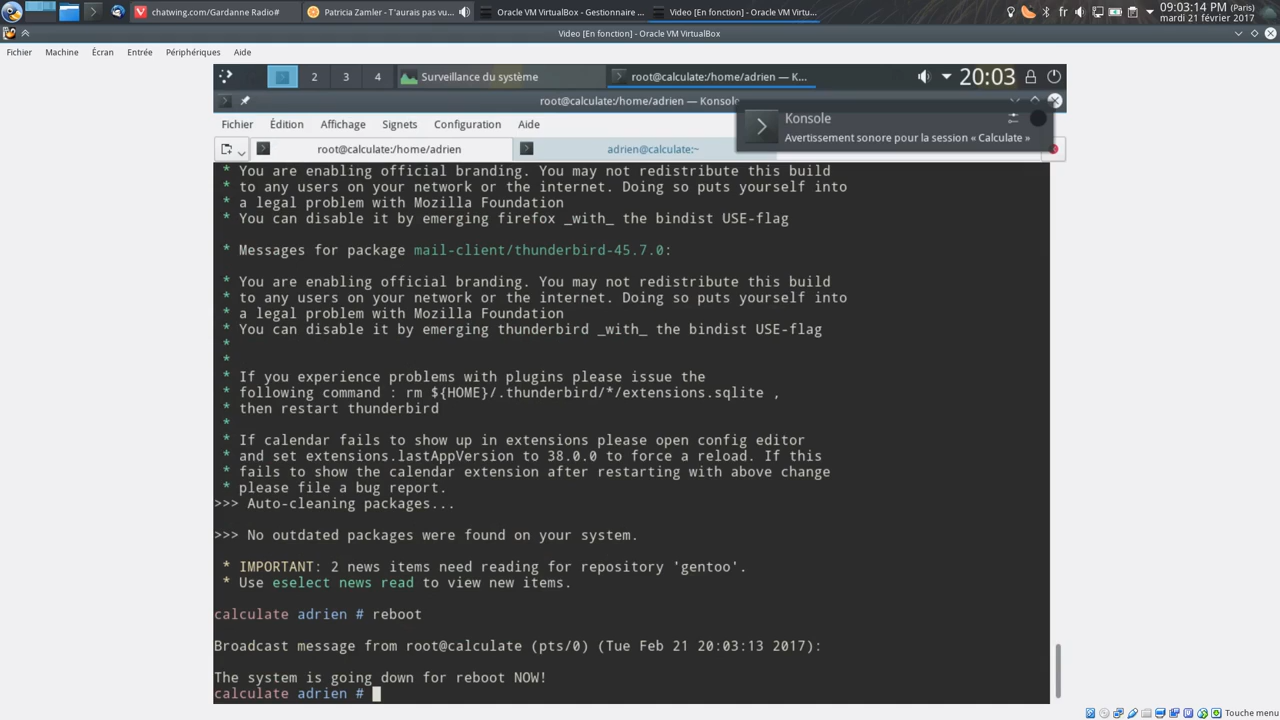 chatwing.com/Gardanne Radio#
Patricia Zamler - T'aurais pas vu...
Oracle VM VirtualBox - Gestionnaire ...
Video [En fonction] - Oracle VM VirtualBox
fr
09:03:14 PM (Paris)
mardi 21 février 2017
Video [En fonction] - Oracle VM VirtualBox
Fichier Machine Écran Entrée Périphériques Aide
2 3 4 Surveillance du système root@calculate:/home/adrien — K... 20:03
root@calculate:/home/adrien — Konsole
Konsole
Avertissement sonore pour la session « Calculate »
Fichier Édition Affichage Signets Configuration Aide
root@calculate:/home/adrien adrien@calculate:~
* You are enabling official branding. You may not redistribute this build
* to any users on your network or the internet. Doing so puts yourself into
* a legal problem with Mozilla Foundation
* You can disable it by emerging firefox _with_ the bindist USE-flag
* Messages for package mail-client/thunderbird-45.7.0:
* You are enabling official branding. You may not redistribute this build
* to any users on your network or the internet. Doing so puts yourself into
* a legal problem with Mozilla Foundation
* You can disable it by emerging thunderbird _with_ the bindist USE-flag
*
*
* If you experience problems with plugins please issue the
* following command : rm ${HOME}/.thunderbird/*/extensions.sqlite ,
* then restart thunderbird
*
* If calendar fails to show up in extensions please open config editor
* and set extensions.lastAppVersion to 38.0.0 to force a reload. If this
* fails to show the calendar extension after restarting with above change
* please file a bug report.
>>> Auto-cleaning packages...
>>> No outdated packages were found on your system.
* IMPORTANT: 2 news items need reading for repository 'gentoo'.
* Use eselect news read to view new items.
calculate adrien # reboot
Broadcast message from root@calculate (pts/0) (Tue Feb 21 20:03:13 2017):
The system is going down for reboot NOW!
calculate adrien #
Touche menu